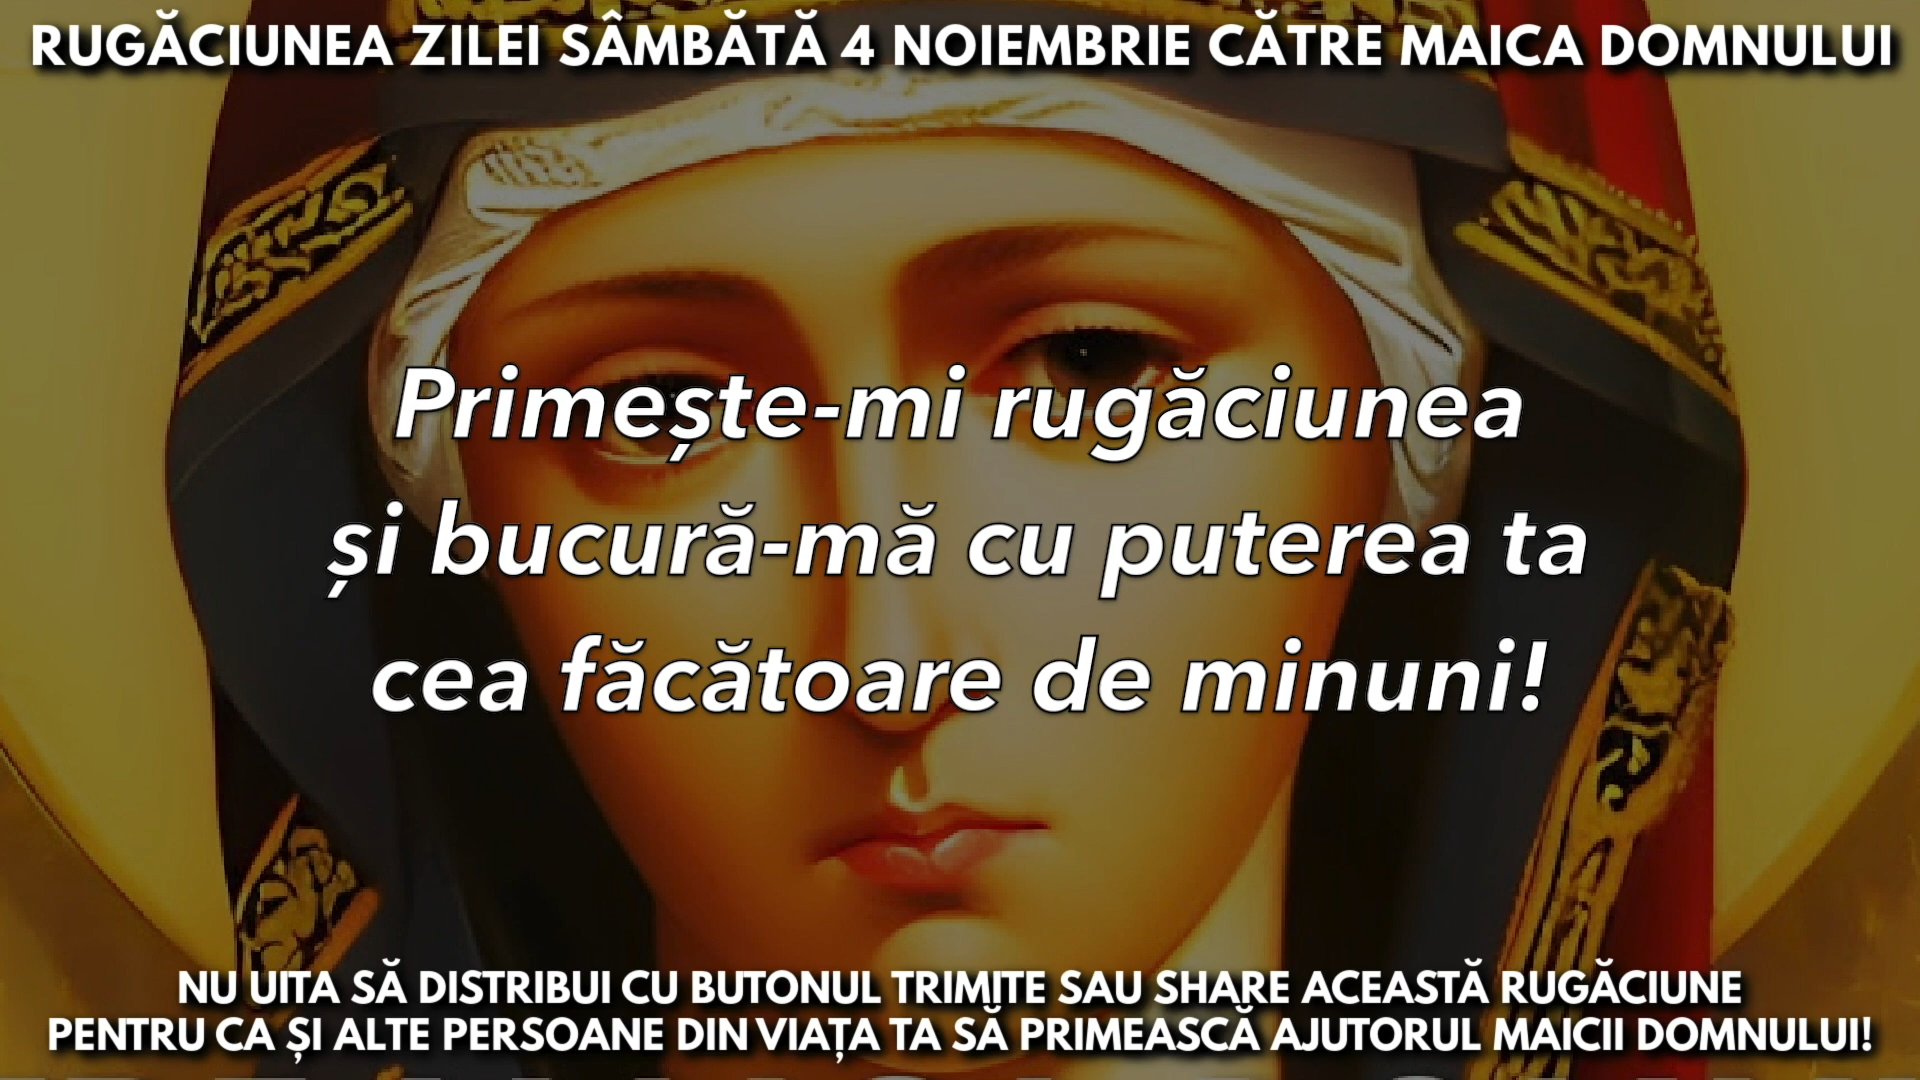 RUGĂCIUNEA ZILEI SÂMBĂTĂ 4 NOIEMBRIE CĂTRE MAICA DOMNULUI
Primește-mi rugăciunea
și bucură-mă cu puterea ta
cea făcătoare de minuni!
NU UITA SĂ DISTRIBUI CU BUTONUL TRIMITE SAU SHARE ACEASTĂ RUGĂCIUNE
PENTRU CA ȘI ALTE PERSOANE DIN VIAȚA TA SĂ PRIMEASCĂ AJUTORUL MAICII DOMNULUI!